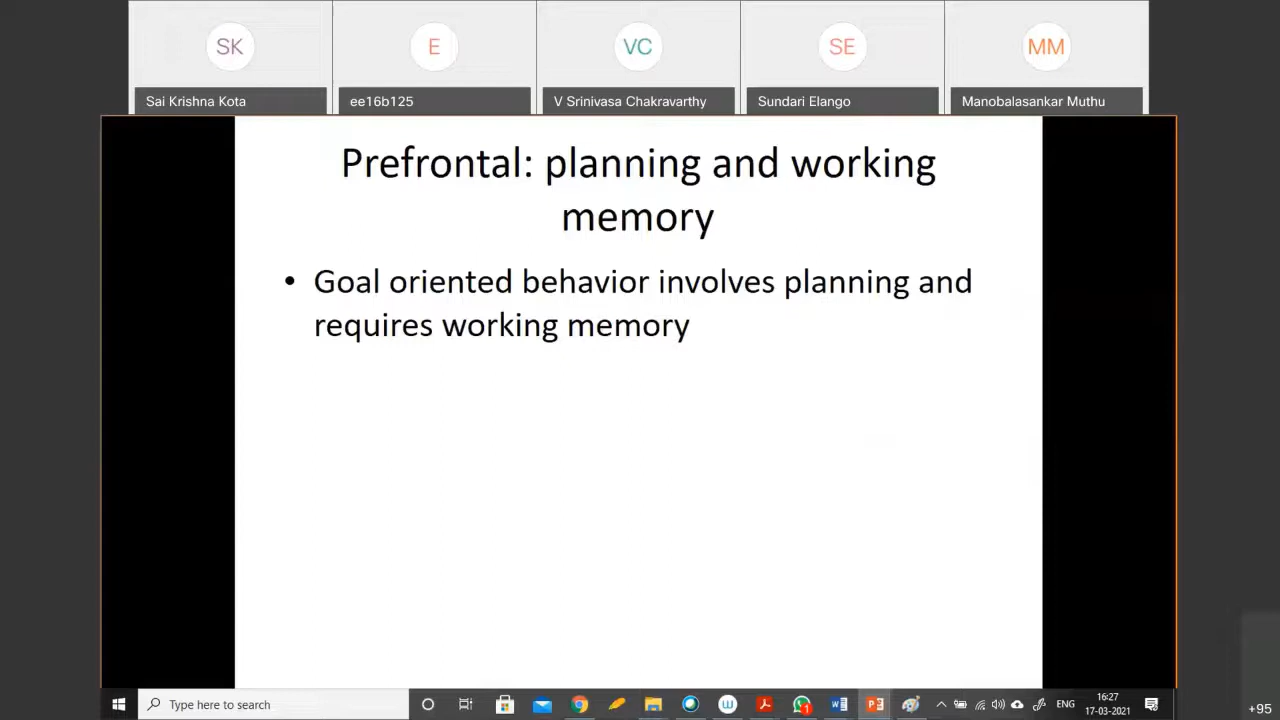 SK
E
VC
SE
MM
Sai Krishna Kota
ee16b125
V Srinivasa Chakravarthy
Sundari Elango
Manobalasankar Muthu
Prefrontal: planning and working
memory
• Goal oriented behavior involves planning and
requires working memory
Type here to search
ENG
16:27
17-03-2021
+95